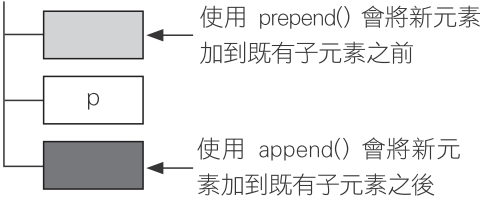 使用 prepend() 會將新元素
加到既有子元素之前
p
使用 append() 會將新元
素加到既有子元素之後